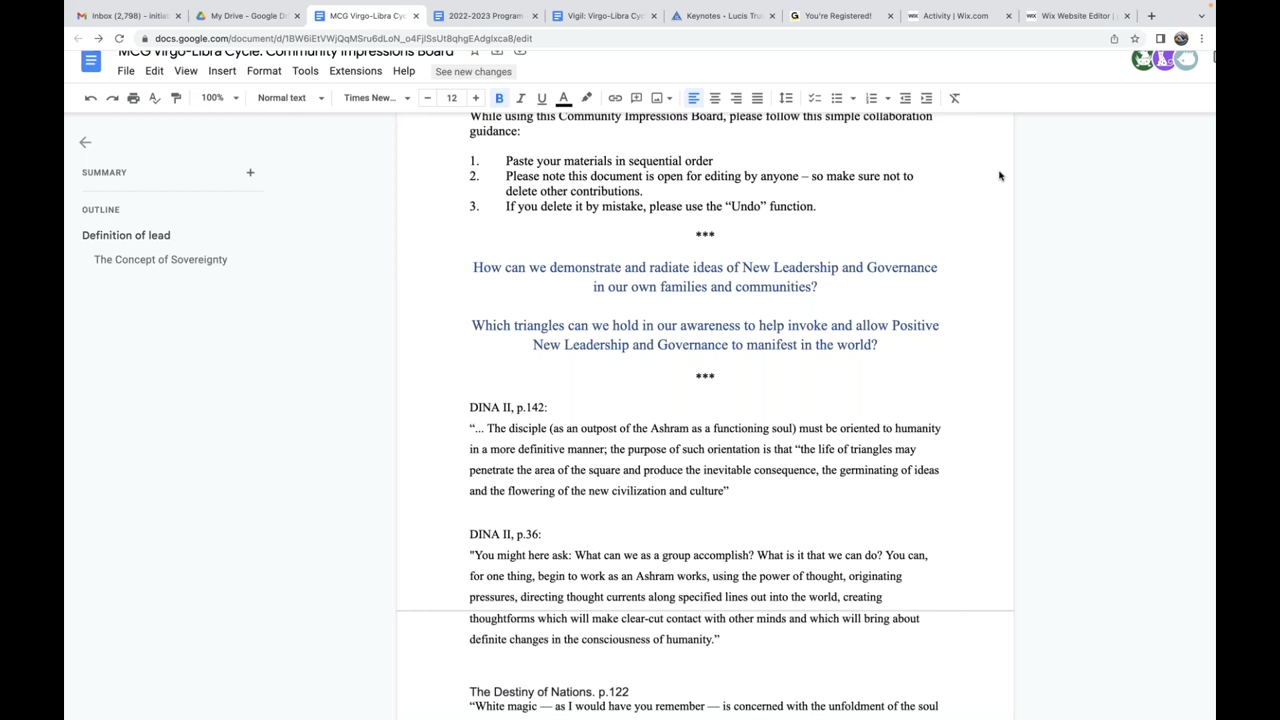 Inbox (2,798) - initia
My Drive - Google D
MCG Virgo-Libra Cyc
2022-2023 Program
Vigil: Virgo-Libra Cyc
Keynotes - Lucis Tru
You're Registered!
Activity | Wix.com
Wix Website Editor |
docs.google.com/document/d/1BW6iEtVWjQqMSru6dLoN_o4FjlSsUt8qhgEAdglxca8/edit
MCG Virgo-Libra Cycle: Community Impressions Board
File Edit View Insert Format Tools Extensions Help See new changes
100% Normal text Times New... 12
While using this Community Impressions Board, please follow this simple collaboration
guidance:
1. Paste your materials in sequential order
2. Please note this document is open for editing by anyone – so make sure not to
delete other contributions.
3. If you delete it by mistake, please use the “Undo” function.
***
SUMMARY
OUTLINE
Definition of lead
The Concept of Sovereignty
How can we demonstrate and radiate ideas of New Leadership and Governance
in our own families and communities?
Which triangles can we hold in our awareness to help invoke and allow Positive
New Leadership and Governance to manifest in the world?
***
DINA II, p.142:
“... The disciple (as an outpost of the Ashram as a functioning soul) must be oriented to humanity
in a more definitive manner; the purpose of such orientation is that “the life of triangles may
penetrate the area of the square and produce the inevitable consequence, the germinating of ideas
and the flowering of the new civilization and culture”
DINA II, p.36:
"You might here ask: What can we as a group accomplish? What is it that we can do? You can,
for one thing, begin to work as an Ashram works, using the power of thought, originating
pressures, directing thought currents along specified lines out into the world, creating
thoughtforms which will make clear-cut contact with other minds and which will bring about
definite changes in the consciousness of humanity.”
The Destiny of Nations. p.122
“White magic — as I would have you remember — is concerned with the unfoldment of the soul